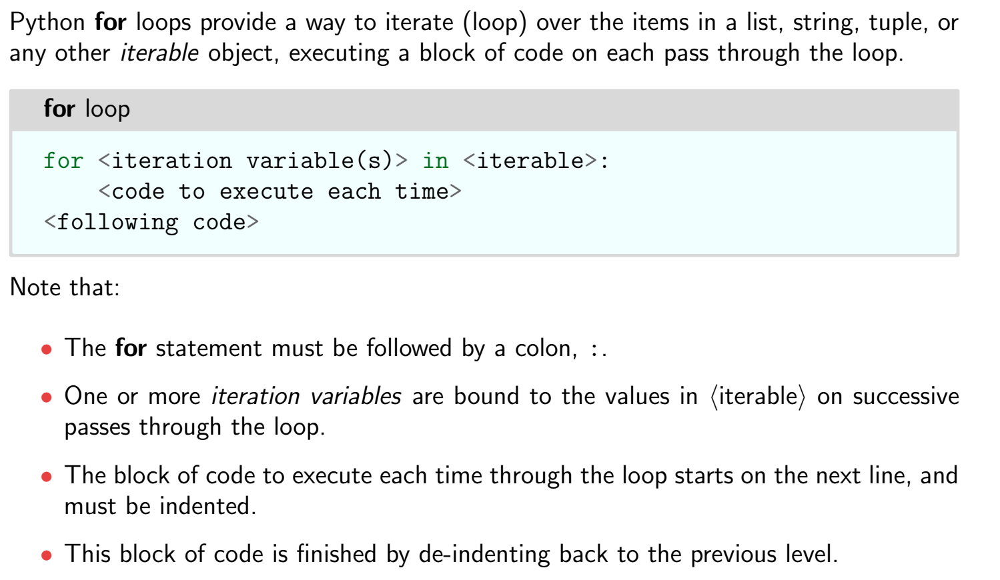 Python for loops provide a way to iterate (loop) over the items in a list, string, tuple, or
any other iterable object, executing a block of code on each pass through the loop.
for loop
for <iteration variable(s)> in <iterable>:
    <code to execute each time>
<following code>
Note that:
• The for statement must be followed by a colon, :.
• One or more iteration variables are bound to the values in ⟨iterable⟩ on successive
passes through the loop.
• The block of code to execute each time through the loop starts on the next line, and
must be indented.
• This block of code is finished by de-indenting back to the previous level.